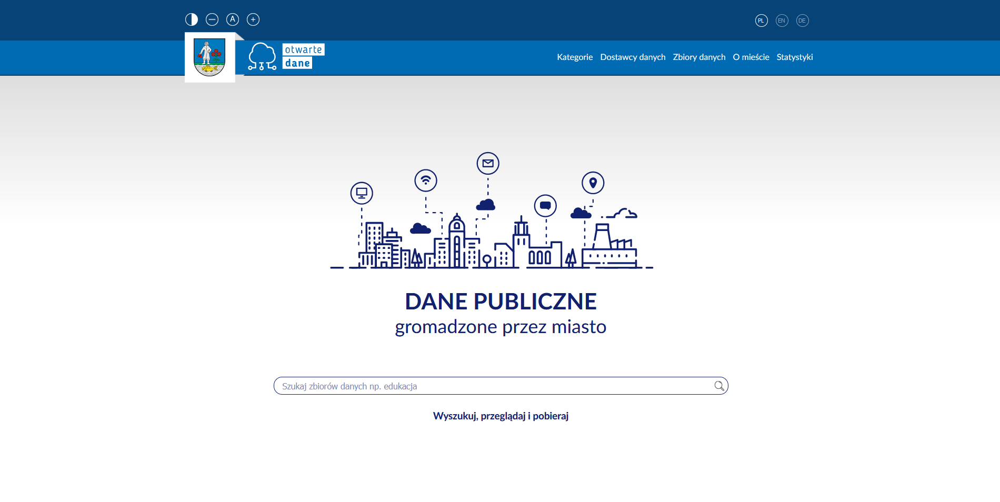 A
PL EN DE
otwarte
dane
Kategorie Dostawcy danych Zbiory danych O mieście Statystyki
DANE PUBLICZNE
gromadzone przez miasto
Szukaj zbiorów danych np. edukacja
Wyszukuj, przeglądaj i pobieraj